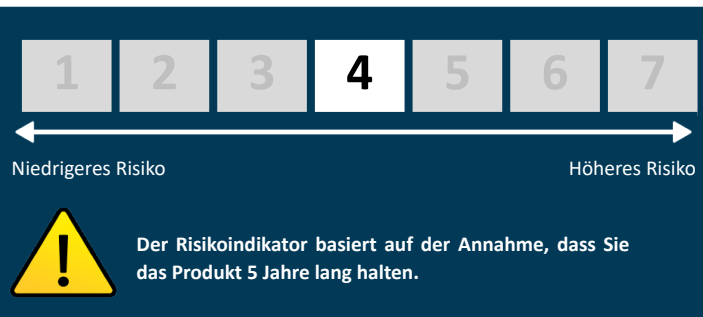 1 2 3 4 5 6 7
Niedrigeres Risiko Höheres Risiko
!
Der Risikoindikator basiert auf der Annahme, dass Sie
das Produkt 5 Jahre lang halten.